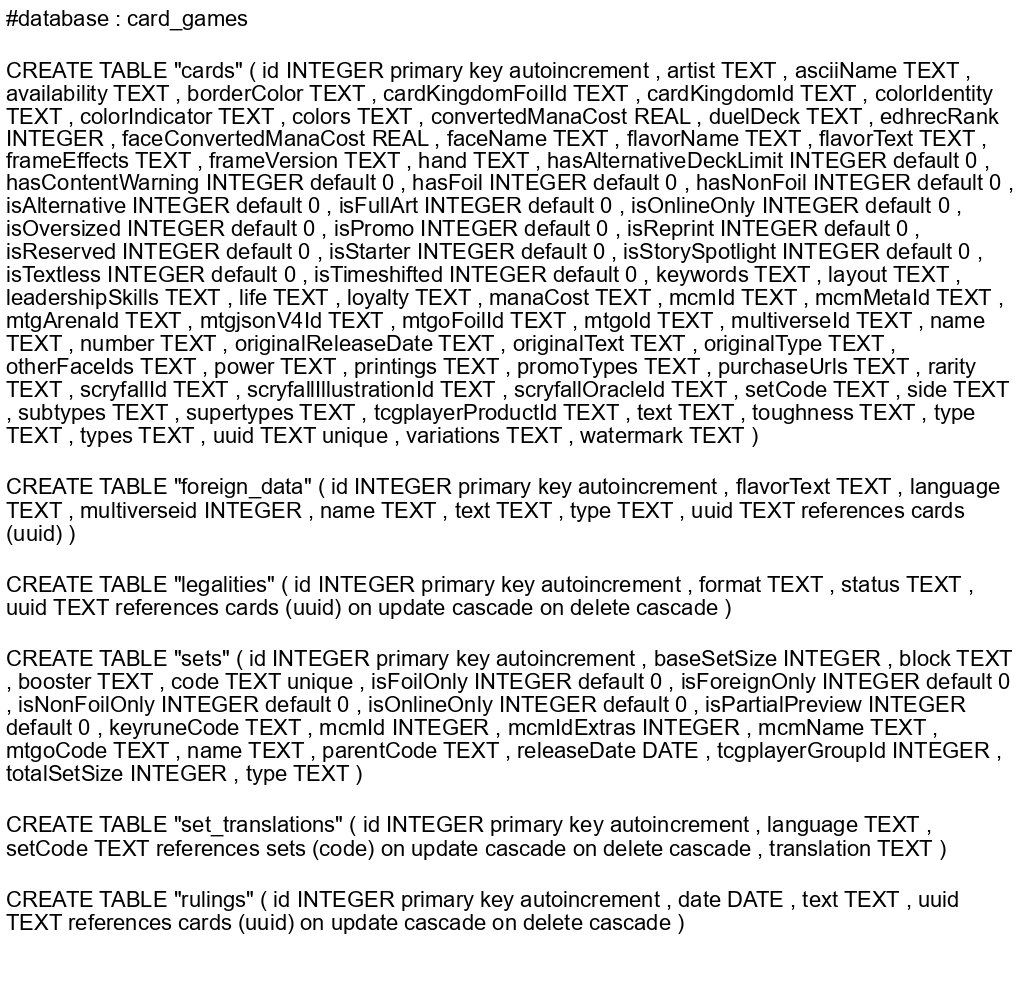 #database : card_games
CREATE TABLE "cards" ( id INTEGER primary key autoincrement , artist TEXT , asciiName TEXT ,
availability TEXT , borderColor TEXT , cardKingdomFoilId TEXT , cardKingdomId TEXT , colorIdentity
TEXT , colorIndicator TEXT , colors TEXT , convertedManaCost REAL , duelDeck TEXT , edhrecRank
INTEGER , faceConvertedManaCost REAL , faceName TEXT , flavorName TEXT , flavorText TEXT ,
frameEffects TEXT , frameVersion TEXT , hand TEXT , hasAlternativeDeckLimit INTEGER default 0 ,
hasContentWarning INTEGER default 0 , hasFoil INTEGER default 0 , hasNonFoil INTEGER default 0 ,
isAlternative INTEGER default 0 , isFullArt INTEGER default 0 , isOnlineOnly INTEGER default 0 ,
isOversized INTEGER default 0 , isPromo INTEGER default 0 , isReprint INTEGER default 0 ,
isReserved INTEGER default 0 , isStarter INTEGER default 0 , isStorySpotlight INTEGER default 0 ,
isTextless INTEGER default 0 , isTimeshifted INTEGER default 0 , keywords TEXT , layout TEXT ,
leadershipSkills TEXT , life TEXT , loyalty TEXT , manaCost TEXT , mcmId TEXT , mcmMetaId TEXT ,
mtgArenaId TEXT , mtgjsonV4Id TEXT , mtgoFoilId TEXT , mtgoId TEXT , multiverseId TEXT , name
TEXT , number TEXT , originalReleaseDate TEXT , originalText TEXT , originalType TEXT ,
otherFaceIds TEXT , power TEXT , printings TEXT , promoTypes TEXT , purchaseUrls TEXT , rarity
TEXT , scryfallId TEXT , scryfallIllustrationId TEXT , scryfallOracleId TEXT , setCode TEXT , side TEXT
, subtypes TEXT , supertypes TEXT , tcgplayerProductId TEXT , text TEXT , toughness TEXT , type
TEXT , types TEXT , uuid TEXT unique , variations TEXT , watermark TEXT )
CREATE TABLE "foreign_data" ( id INTEGER primary key autoincrement , flavorText TEXT , language
TEXT , multiverseid INTEGER , name TEXT , text TEXT , type TEXT , uuid TEXT references cards
(uuid) )
CREATE TABLE "legalities" ( id INTEGER primary key autoincrement , format TEXT , status TEXT ,
uuid TEXT references cards (uuid) on update cascade on delete cascade )
CREATE TABLE "sets" ( id INTEGER primary key autoincrement , baseSetSize INTEGER , block TEXT
, booster TEXT , code TEXT unique , isFoilOnly INTEGER default 0 , isForeignOnly INTEGER default 0
, isNonFoilOnly INTEGER default 0 , isOnlineOnly INTEGER default 0 , isPartialPreview INTEGER
default 0 , keyruneCode TEXT , mcmId INTEGER , mcmIdExtras INTEGER , mcmName TEXT ,
mtgoCode TEXT , name TEXT , parentCode TEXT , releaseDate DATE , tcgplayerGroupId INTEGER ,
totalSetSize INTEGER , type TEXT )
CREATE TABLE "set_translations" ( id INTEGER primary key autoincrement , language TEXT ,
setCode TEXT references sets (code) on update cascade on delete cascade , translation TEXT )
CREATE TABLE "rulings" ( id INTEGER primary key autoincrement , date DATE , text TEXT , uuid
TEXT references cards (uuid) on update cascade on delete cascade )